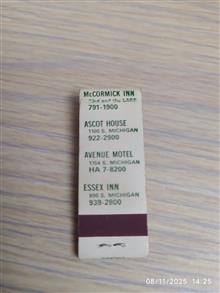 McCORMICK INN
23rd and the LAKE
791-1900
ASCOT HOUSE
1100 S. MICHIGAN
922-2900
AVENUE MOTEL
1154 S. MICHIGAN
HA 7-8200
ESSEX INN
800 S. MICHIGAN
939-2800
08/11/2025 14:25